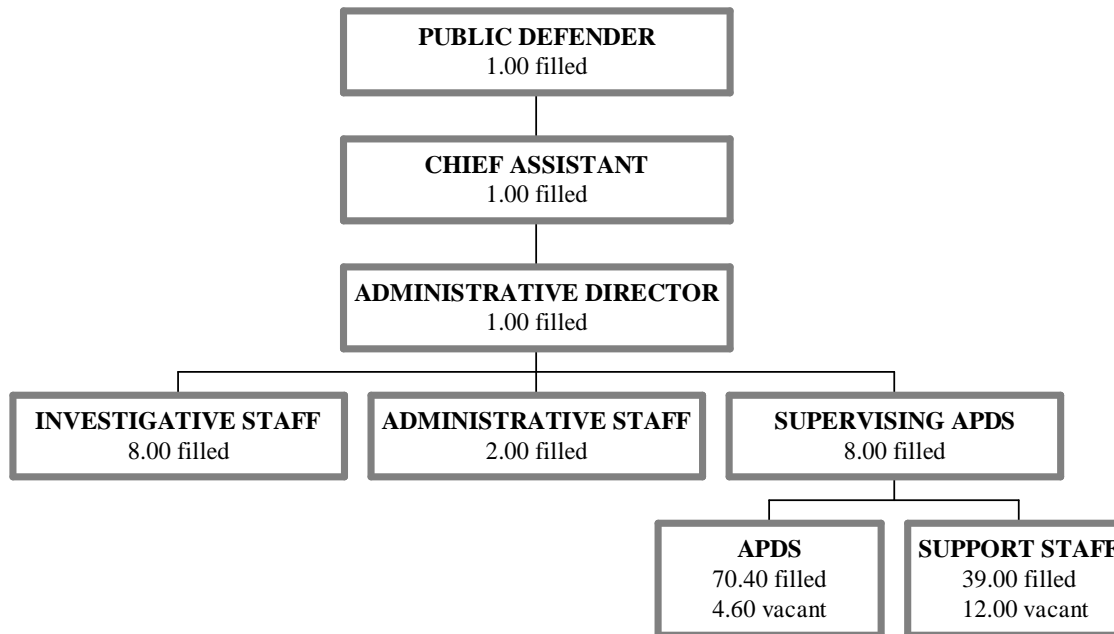 PUBLIC DEFENDER
1.00 filled
CHIEF ASSISTANT
1.00 filled
ADMINISTRATIVE DIRECTOR
1.00 filled
INVESTIGATIVE STAFF
8.00 filled
ADMINISTRATIVE STAFF
2.00 filled
SUPERVISING APDS
8.00 filled
APDS
70.40 filled
4.60 vacant
SUPPORT STAFF
39.00 filled
12.00 vacant